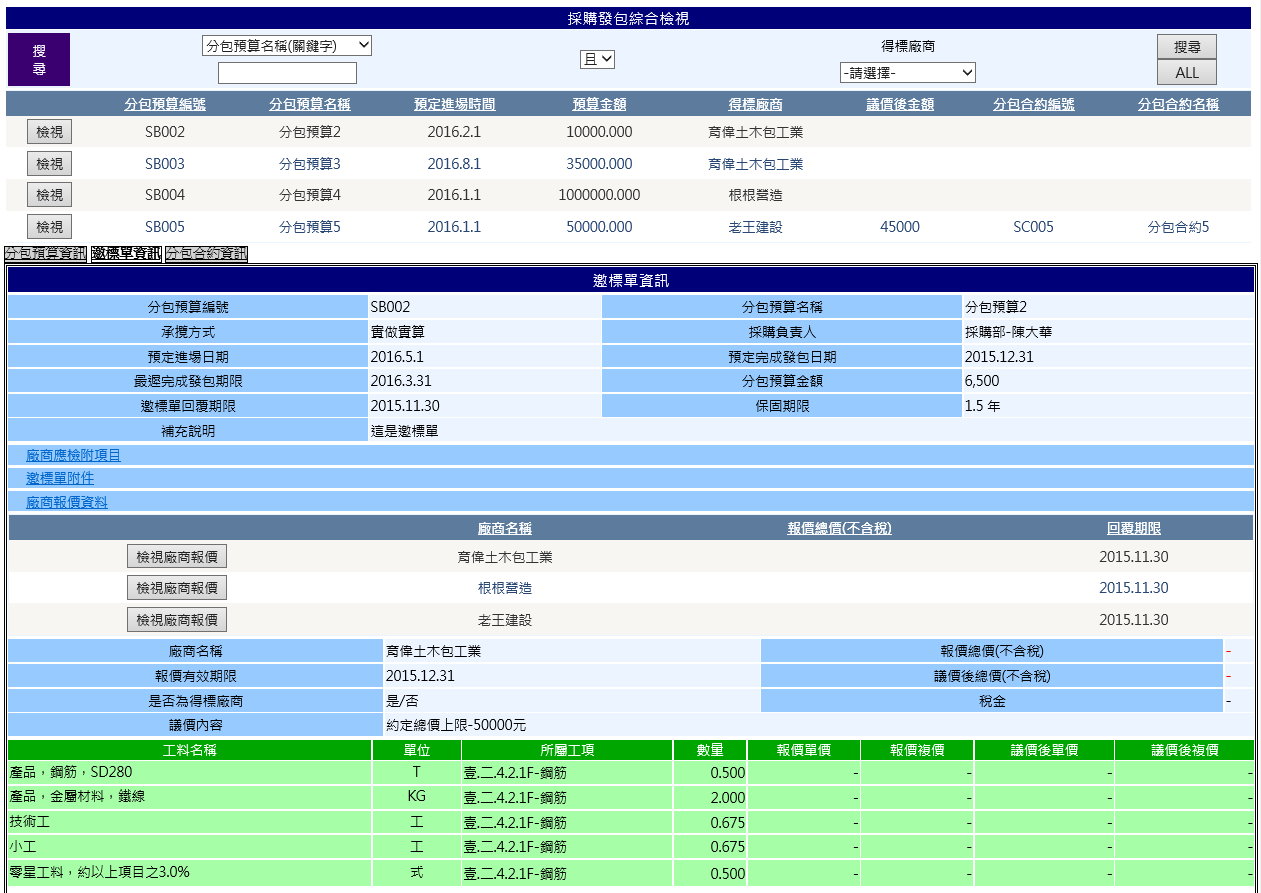 採購發包綜合檢視
搜尋 分包預算名稱(關鍵字) 且 得標廠商 -請選擇- 搜尋 ALL
分包預算編號 分包預算名稱 預定進場時間 預算金額 得標廠商 議價後金額 分包合約編號 分包合約名稱
檢視 SB002 分包預算2 2016.2.1 10000.000 育偉土木包工業
檢視 SB003 分包預算3 2016.8.1 35000.000 育偉土木包工業
檢視 SB004 分包預算4 2016.1.1 1000000.000 根根營造
檢視 SB005 分包預算5 2016.1.1 50000.000 老王建設 45000 SC005 分包合約5
分包預算資訊 邀標單資訊 分包合約資訊
邀標單資訊
分包預算編號 SB002 分包預算名稱 分包預算2
承攬方式 實做實算 採購負責人 採購部-陳大華
預定進場日期 2016.5.1 預定完成發包日期 2015.12.31
最遲完成發包期限 2016.3.31 分包預算金額 6,500
邀標單回覆期限 2015.11.30 保固期限 1.5 年
補充說明 這是邀標單
廠商應檢附項目
邀標單附件
廠商報價資料
廠商名稱 報價總價(不含稅) 回覆期限
檢視廠商報價 育偉土木包工業 2015.11.30
檢視廠商報價 根根營造 2015.11.30
檢視廠商報價 老王建設 2015.11.30
廠商名稱 育偉土木包工業 報價總價(不含稅) -
報價有效期限 2015.12.31 議價後總價(不含稅) -
是否為得標廠商 是/否 稅金 -
議價內容 約定總價上限-50000元
工料名稱 單位 所屬工項 數量 報價單價 報價複價 議價後單價 議價後複價
產品，鋼筋，SD280 T 壹.二.4.2.1F-鋼筋 0.500 - - - -
產品，金屬材料，鐵線 KG 壹.二.4.2.1F-鋼筋 2.000 - - - -
技術工 工 壹.二.4.2.1F-鋼筋 0.675 - - - -
小工 工 壹.二.4.2.1F-鋼筋 0.675 - - - -
零星工料，約以上項目之3.0% 式 壹.二.4.2.1F-鋼筋 0.500 - - - -